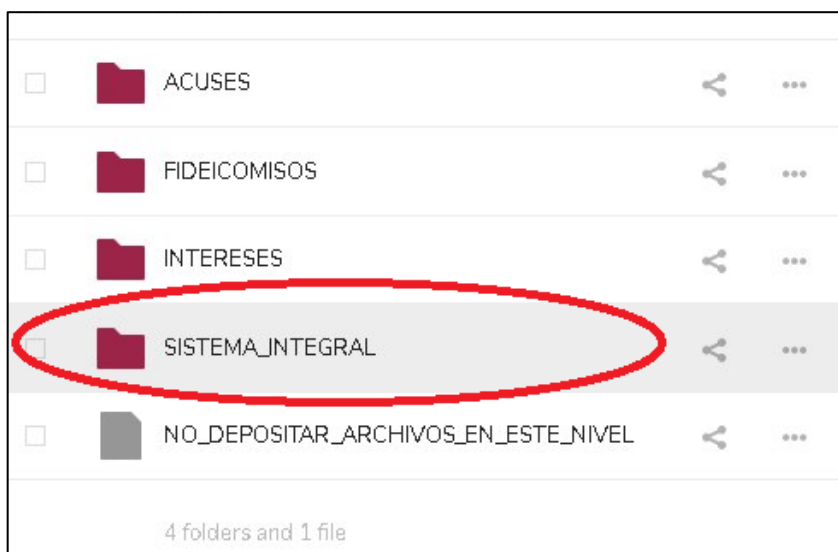 ACUSES
FIDEICOMISOS
INTERESES
SISTEMA_INTEGRAL
NO_DEPOSITAR_ARCHIVOS_EN_ESTE_NIVEL
4 folders and 1 file